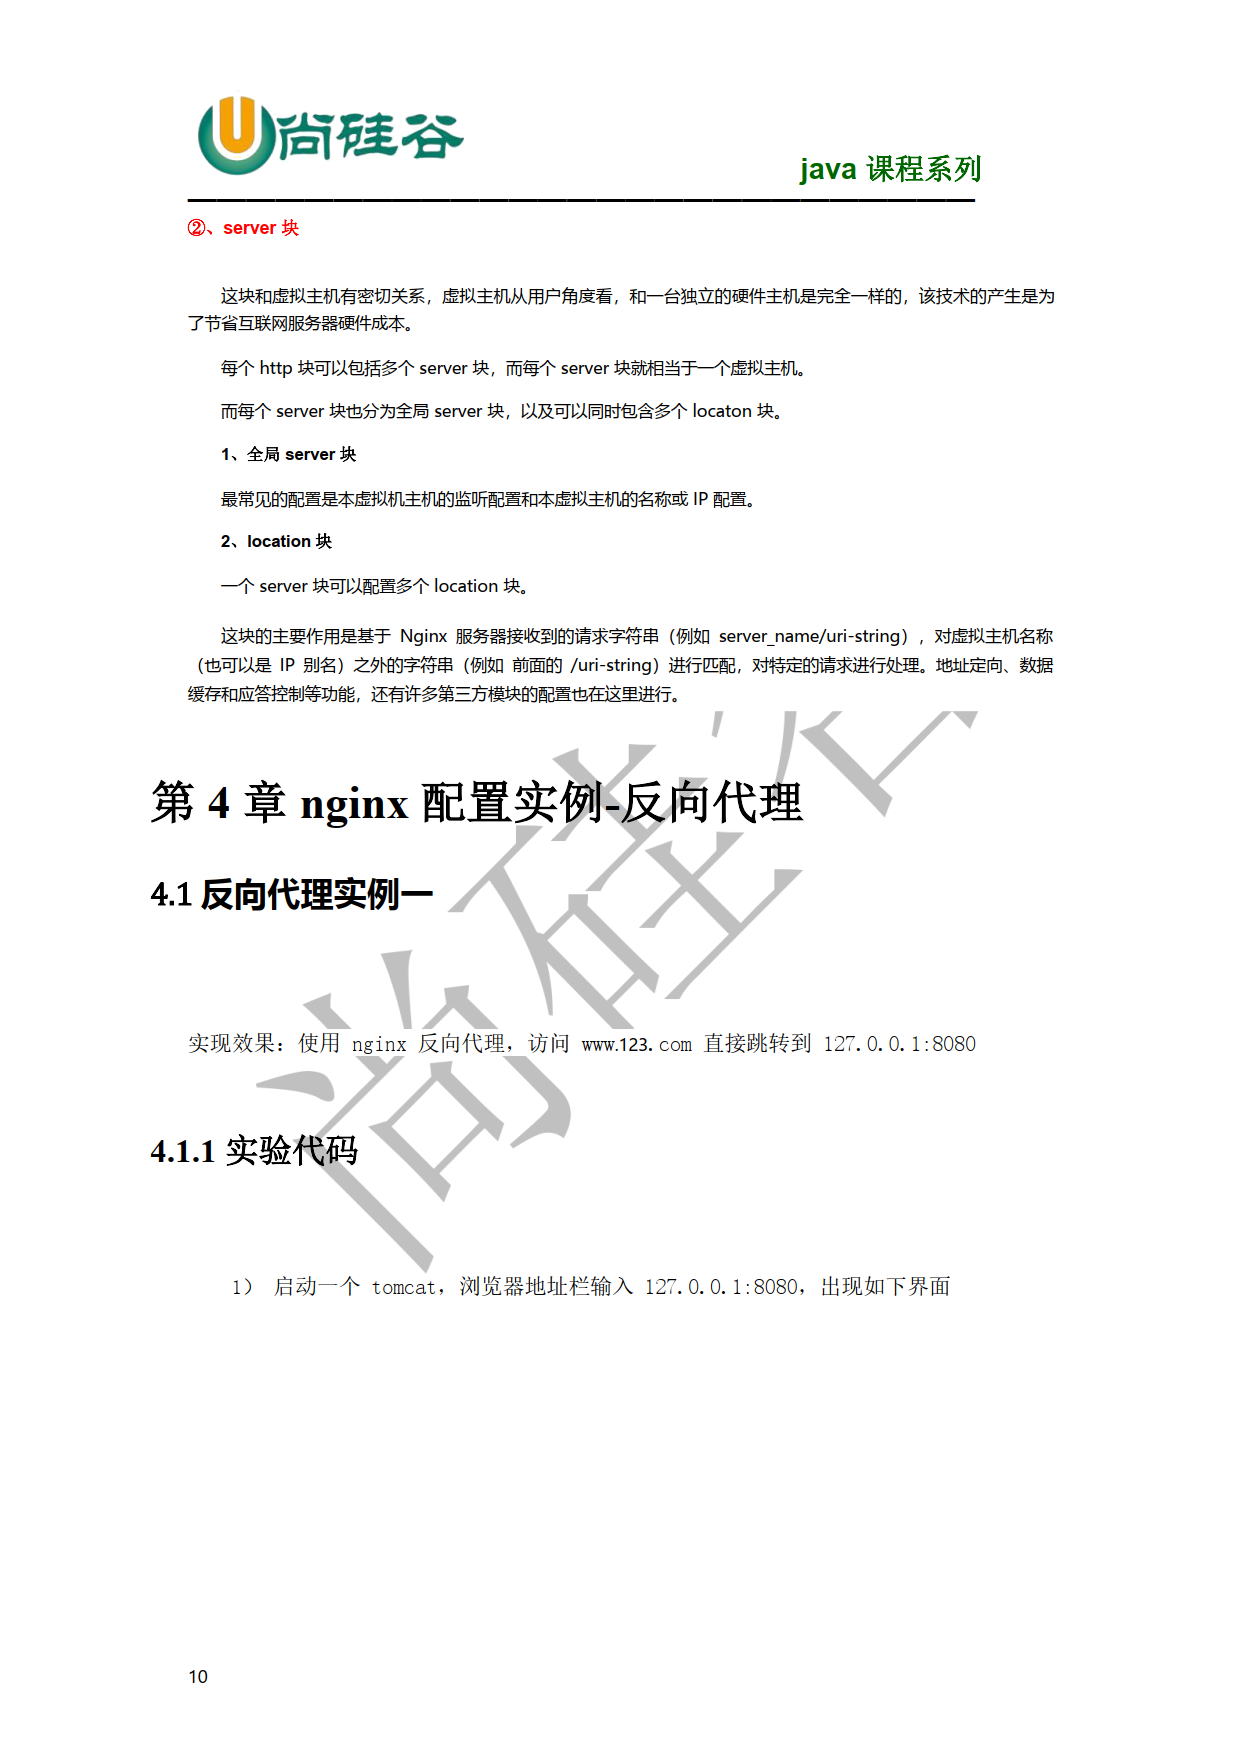 尚硅谷
java 课程系列
②、server 块
这块和虚拟主机有密切关系，虚拟主机从用户角度看，和一台独立的硬件主机是完全一样的，该技术的产生是为
了节省互联网服务器硬件成本。
每个 http 块可以包括多个 server 块，而每个 server 块就相当于一个虚拟主机。
而每个 server 块也分为全局 server 块，以及可以同时包含多个 locaton 块。
1、全局 server 块
最常见的配置是本虚拟机主机的监听配置和本虚拟主机的名称或 IP 配置。
2、location 块
一个 server 块可以配置多个 location 块。
这块的主要作用是基于 Nginx 服务器接收到的请求字符串（例如 server_name/uri-string），对虚拟主机名称
（也可以是 IP 别名）之外的字符串（例如 前面的 /uri-string）进行匹配，对特定的请求进行处理。地址定向、数据
缓存和应答控制等功能，还有许多第三方模块的配置也在这里进行。
第 4 章 nginx 配置实例-反向代理
4.1 反向代理实例一
实现效果：使用 nginx 反向代理，访问 www.123.com 直接跳转到 127.0.0.1:8080
4.1.1 实验代码
1） 启动一个 tomcat，浏览器地址栏输入 127.0.0.1:8080，出现如下界面
尚硅谷
10